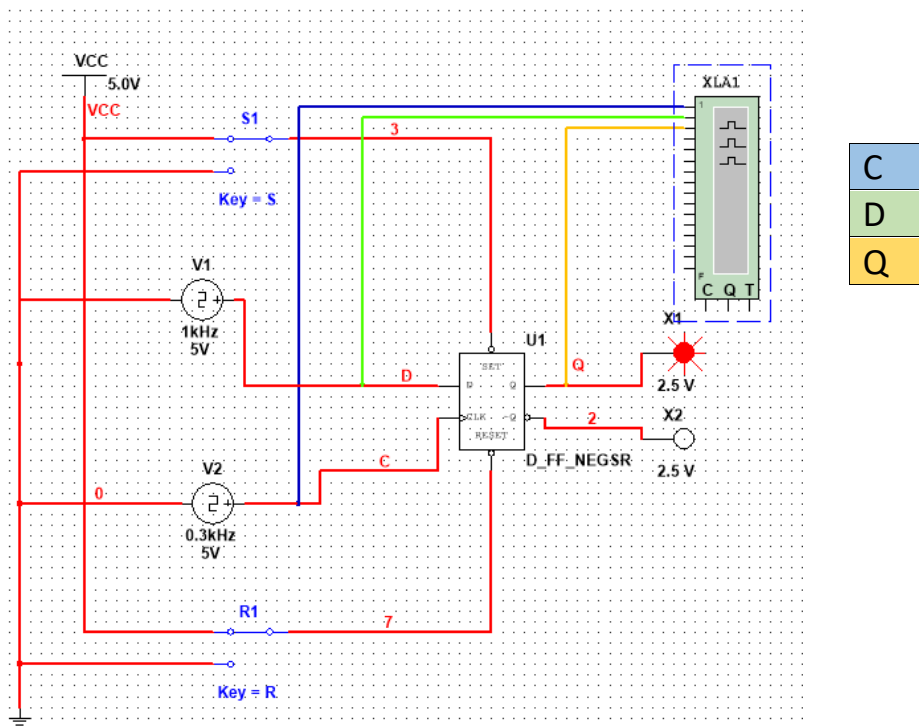 VCC
5.0V
VCC
S1
3
Key = S
XLA1
1
F
C Q T
C
D
Q
V1
1kHz
5V
D
U1
SET
D Q
CLK ~Q
RESET
D_FF_NEGSR
Q
X1
2.5 V
2
X2
2.5 V
C
V2
0
0.3kHz
5V
R1
7
Key = R